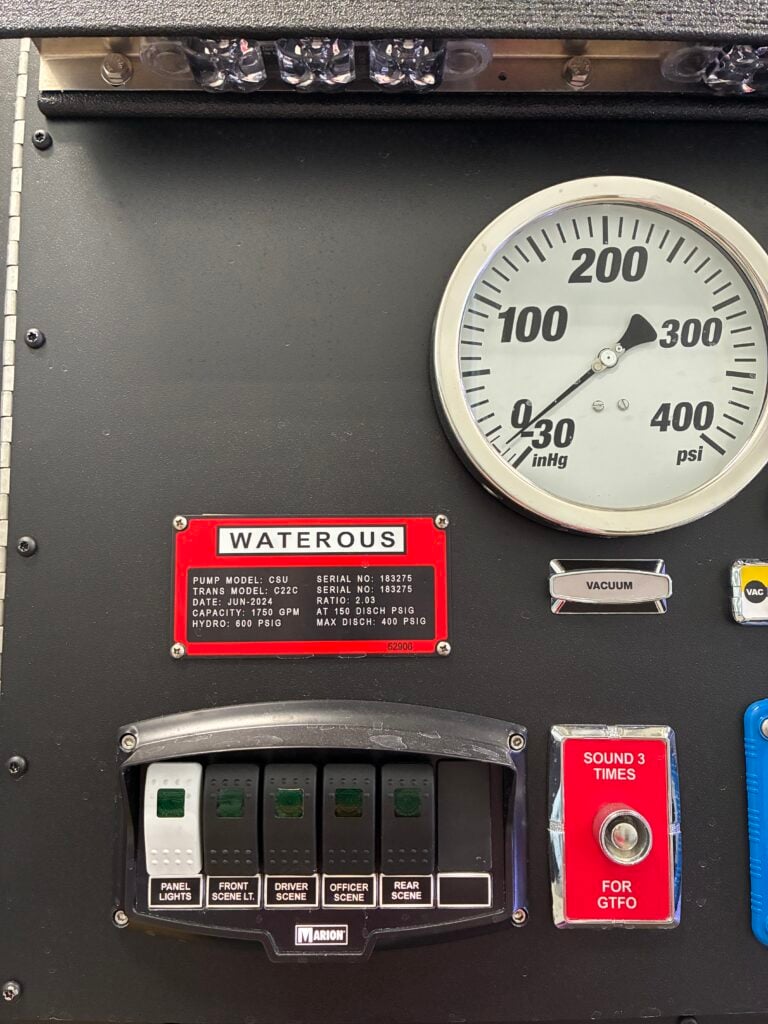 200
100
300
0
-30
400
inHg
psi
WATEROUS
PUMP MODEL: CSU SERIAL NO: 183275
TRANS MODEL: C22C SERIAL NO: 183275
DATE: JUN-2024 RATIO: 2.03
CAPACITY: 1750 GPM AT 150 DISCH PSIG
HYDRO: 600 PSIG MAX DISCH: 400 PSIG
62906
VACUUM
VAC
PANEL
LIGHTS
FRONT
SCENE LT.
DRIVER
SCENE
OFFICER
SCENE
REAR
SCENE
MARION
SOUND 3
TIMES
FOR
GTFO